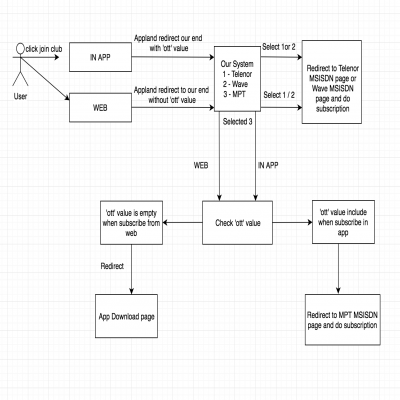 click join club
User
IN APP
WEB
Appland redirect our end
with 'ott' value
Appland redirect to our end
without 'ott' value
Our System
1 - Telenor
2 - Wave
3 - MPT
Select 1or 2
Select 1 / 2
Redirect to Telenor
MSISDN page or
Wave MSISDN
page and do
subscription
Selected 3
WEB
IN APP
'ott' value is empty
when subscribe from
web
Check 'ott' value
'ott' value include
when subscribe in
app
Redirect
App Download page
Redirect to MPT MSISDN
page and do subscription